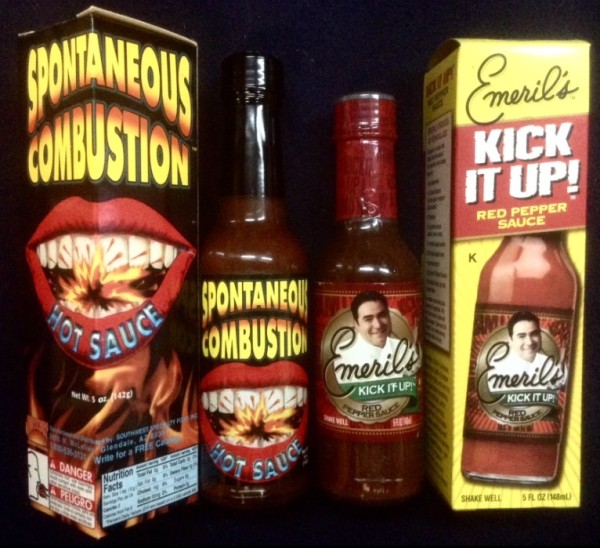 SPONTANEOUS
COMBUSTION
HOT SAUCE
Net Wt. 5 oz. (142g)
Glendale, AZ
Write for a FREE
DANGER
PELIGRO
Nutrition
Facts
SPONTANEOUS
COMBUSTION
HOT SAUCE
Emeril's
KICK IT UP!
RED
PEPPER SAUCE
SHAKE WELL
Emeril's
KICK
IT UP!
RED PEPPER
SAUCE
K
Emeril's
KICK IT UP!
RED
PEPPER SAUCE
SHAKE WELL
5 FL OZ (148mL)